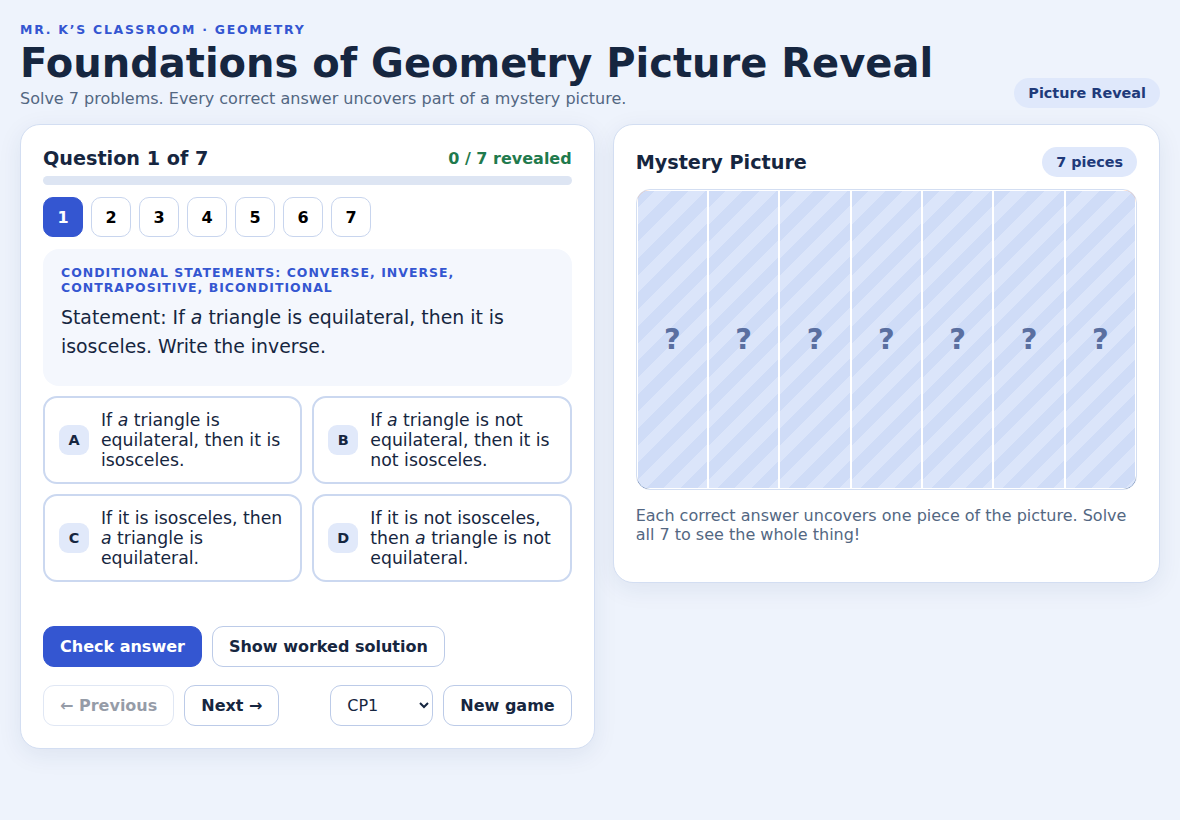 MR. K’S CLASSROOM · GEOMETRY
Foundations of Geometry Picture Reveal
Solve 7 problems. Every correct answer uncovers part of a mystery picture.
Picture Reveal
Question 1 of 7
0 / 7 revealed
1 2 3 4 5 6 7
CONDITIONAL STATEMENTS: CONVERSE, INVERSE,
CONTRAPOSITIVE, BICONDITIONAL
Statement: If a triangle is equilateral, then it is
isosceles. Write the inverse.
A
If a triangle is
equilateral, then it is
isosceles.
B
If a triangle is not
equilateral, then it is
not isosceles.
C
If it is isosceles, then
a triangle is
equilateral.
D
If it is not isosceles,
then a triangle is not
equilateral.
Check answer
Show worked solution
← Previous
Next →
CP1
New game
Mystery Picture
7 pieces
? ? ? ? ? ? ?
Each correct answer uncovers one piece of the picture. Solve
all 7 to see the whole thing!